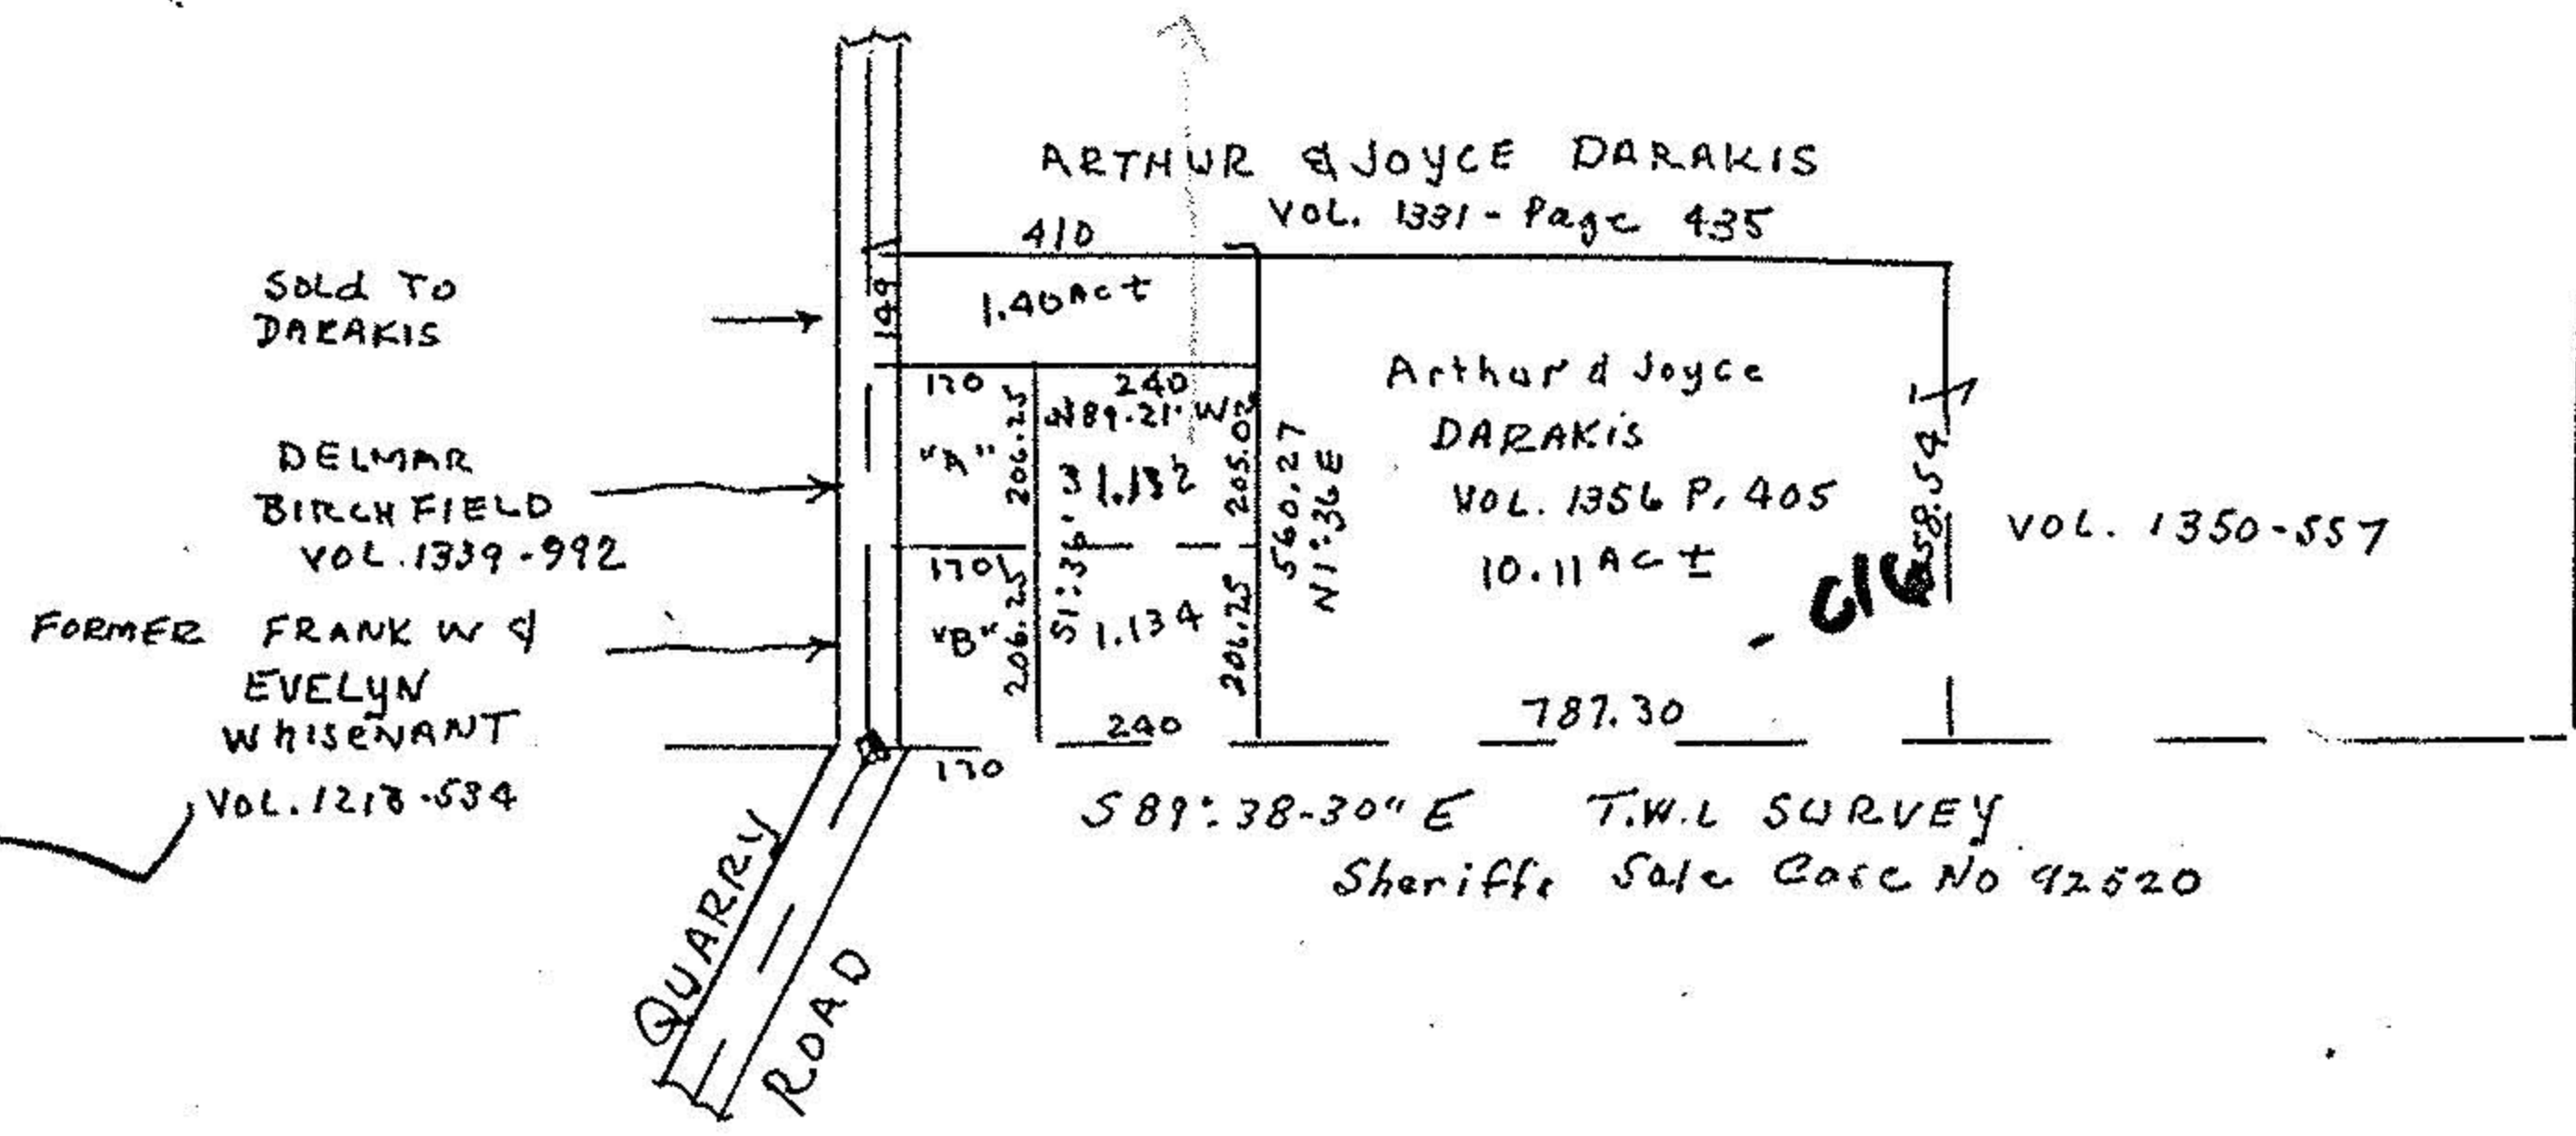 ARTHUR & JOYCE DARAKIS
VOL. 1331 - Page 435
410
SOLd TO
DARAKIS
149
1.40 Ac ±
170
240
N89.21' W
Arthur & Joyce
DARAKIS
VOL. 1356 P. 405
10.11 Ac ±
DELMAR
BIRCHFIELD
VOL. 1339-992
"A"
206.25
S1°:36'
205.02
560.27
N1°:36 E
558.54
VOL. 1350-557
170
FORMER FRANK W &
EVELYN
WhISeNANT
VOL. 1218-534
"B"
206.25
1.134
206.25
240
787.30
170
S 89°:38-30" E T.W.L SURVEY
Sheriffs Sale Case No 92520
QUARRY
ROAD